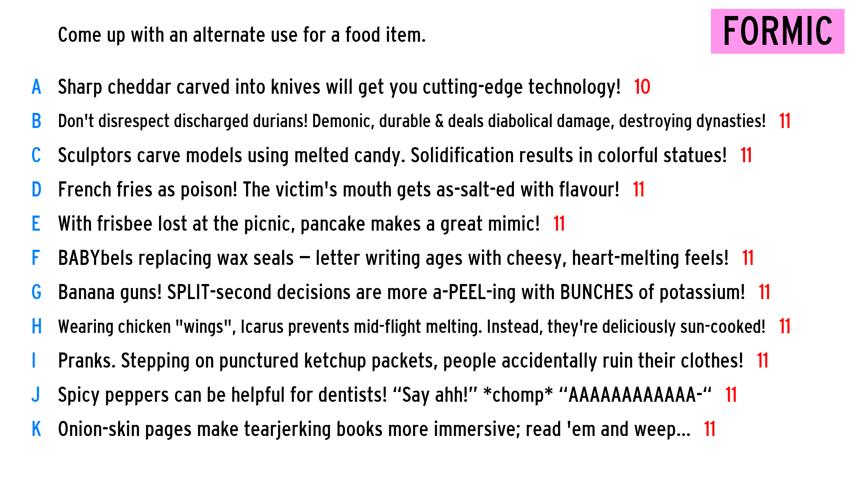 Come up with an alternate use for a food item.
FORMIC
A Sharp cheddar carved into knives will get you cutting-edge technology! 10
B Don't disrespect discharged durians! Demonic, durable & deals diabolical damage, destroying dynasties! 11
C Sculptors carve models using melted candy. Solidification results in colorful statues! 11
D French fries as poison! The victim's mouth gets as-salt-ed with flavour! 11
E With frisbee lost at the picnic, pancake makes a great mimic! 11
F BABYbels replacing wax seals – letter writing ages with cheesy, heart-melting feels! 11
G Banana guns! SPLIT-second decisions are more a-PEEL-ing with BUNCHES of potassium! 11
H Wearing chicken "wings", Icarus prevents mid-flight melting. Instead, they're deliciously sun-cooked! 11
I Pranks. Stepping on punctured ketchup packets, people accidentally ruin their clothes! 11
J Spicy peppers can be helpful for dentists! “Say ahh!” *chomp* “AAAAAAAAAAAA-“ 11
K Onion-skin pages make tearjerking books more immersive; read 'em and weep... 11